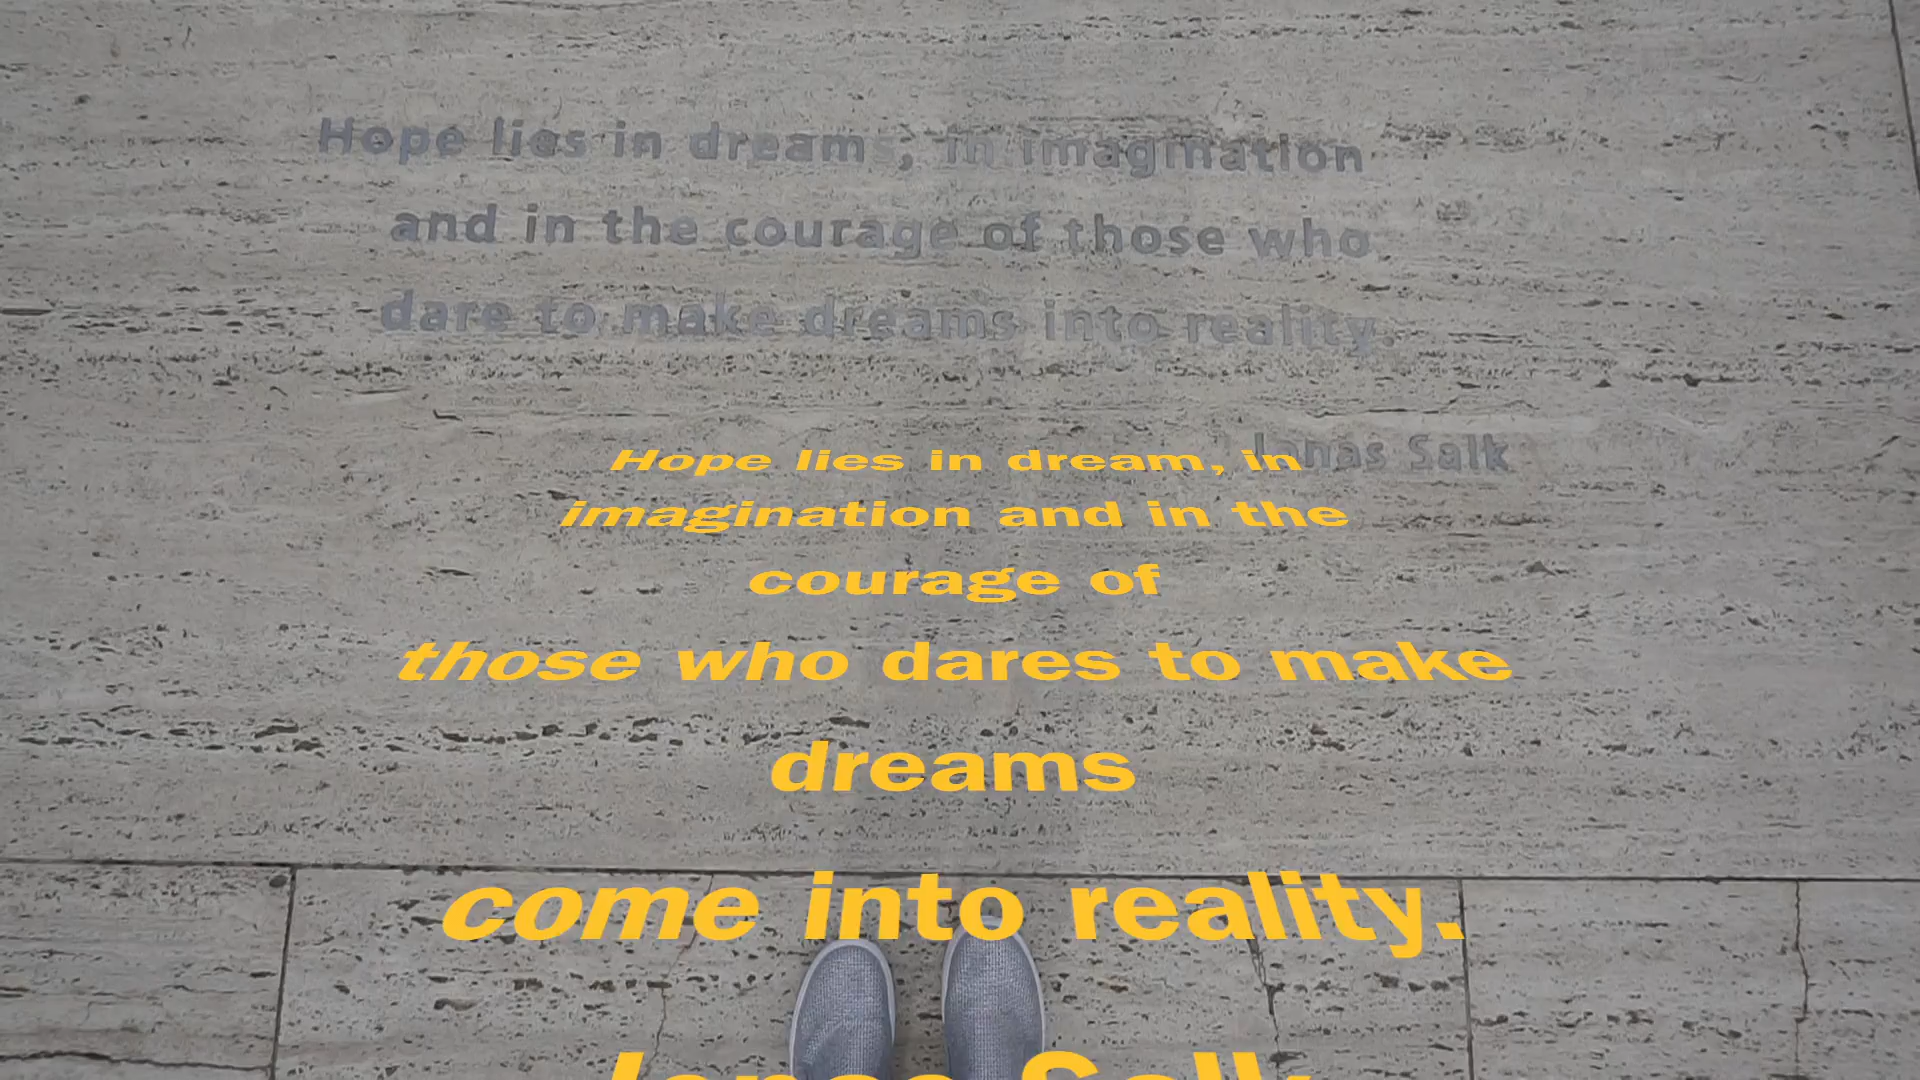 Hope lies in dreams, in imagination
and in the courage of those who
dare to make dreams into reality.
Jonas Salk
Hope lies in dream, in
imagination and in the
courage of
those who dares to make
dreams
come into reality.
Jonas Salk